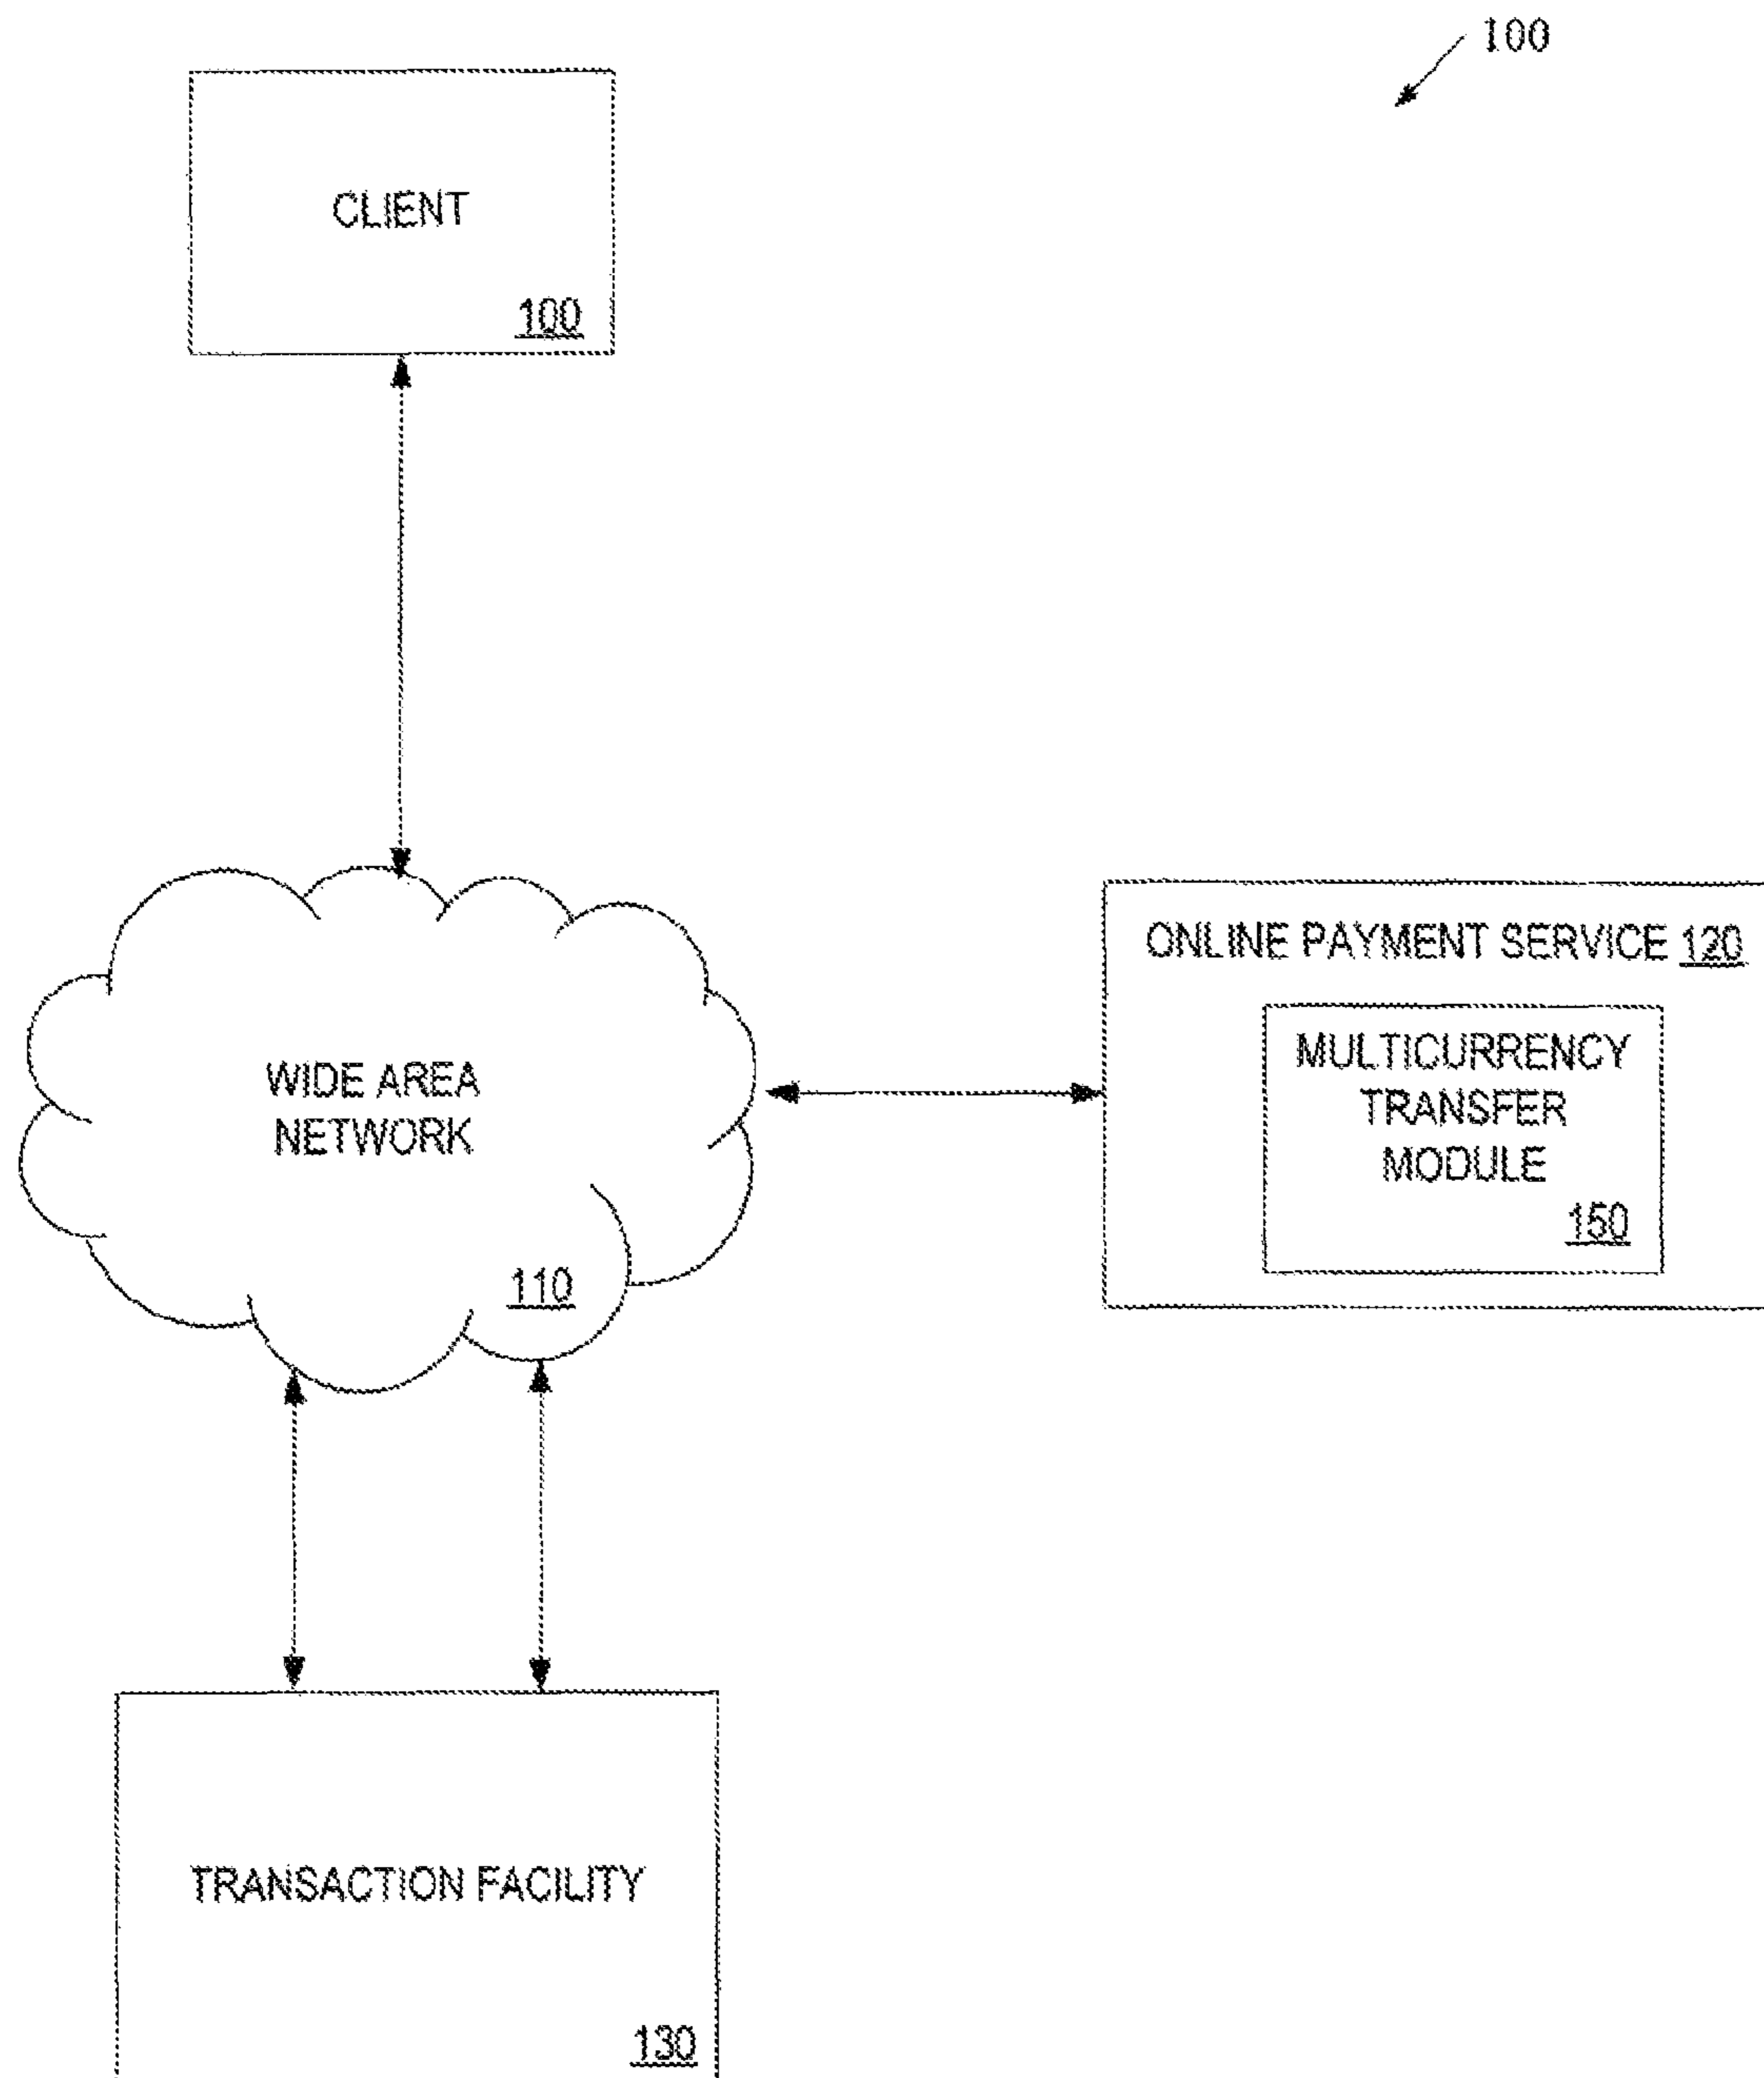 100
CLIENT
100
WIDE AREA
NETWORK
110
ONLINE PAYMENT SERVICE 120
MULTICURRENCY
TRANSFER
MODULE
150
TRANSACTION FACILITY
130